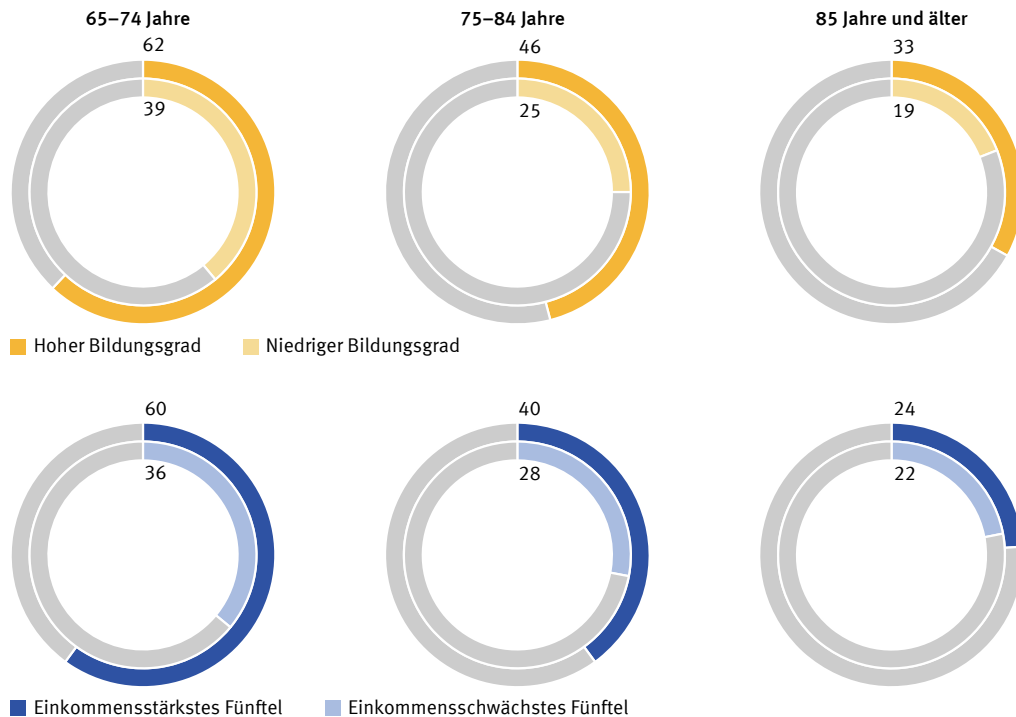 65–74 Jahre 75–84 Jahre 85 Jahre und älter
62 46 33
39 25 19
Hoher Bildungsgrad Niedriger Bildungsgrad
60 40 24
36 28 22
Einkommensstärkstes Fünftel Einkommensschwächstes Fünftel